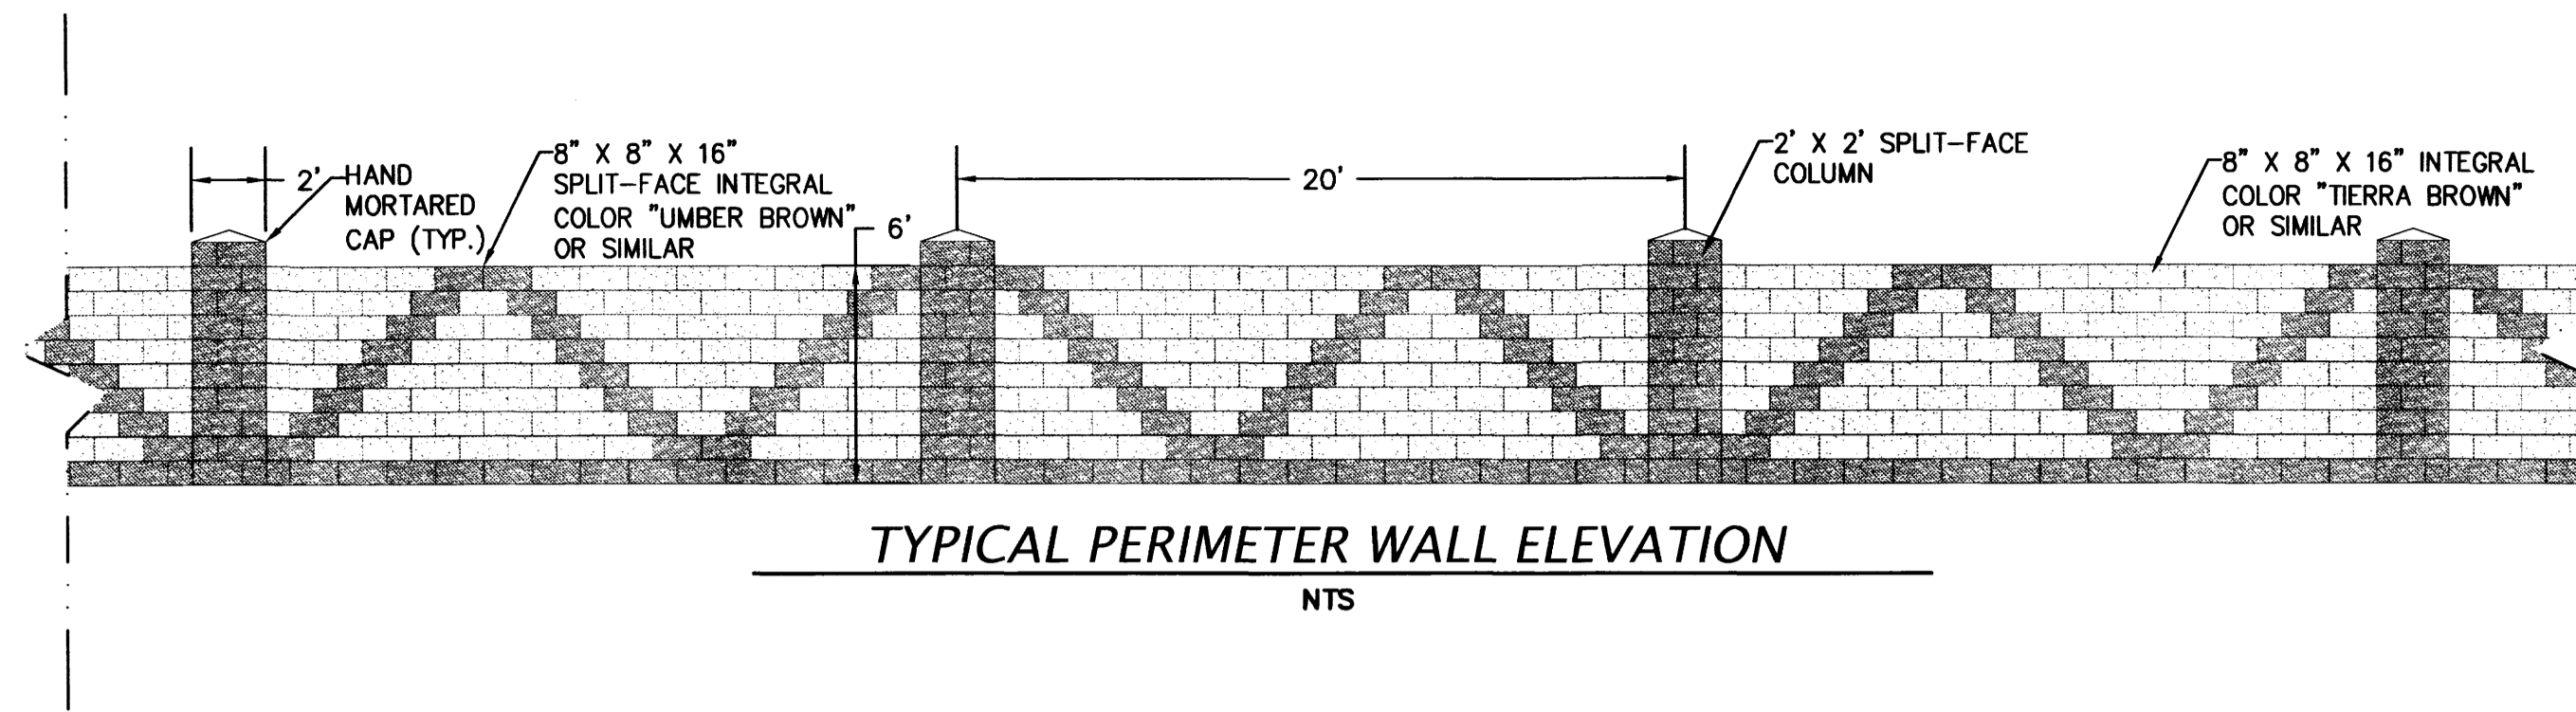 2'
HAND
MORTARED
CAP (TYP.)
8" X 8" X 16"
SPLIT-FACE INTEGRAL
COLOR "UMBER BROWN"
OR SIMILAR
6'
20'
2' X 2' SPLIT-FACE
COLUMN
8" X 8" X 16" INTEGRAL
COLOR "TIERRA BROWN"
OR SIMILAR
TYPICAL PERIMETER WALL ELEVATION
NTS